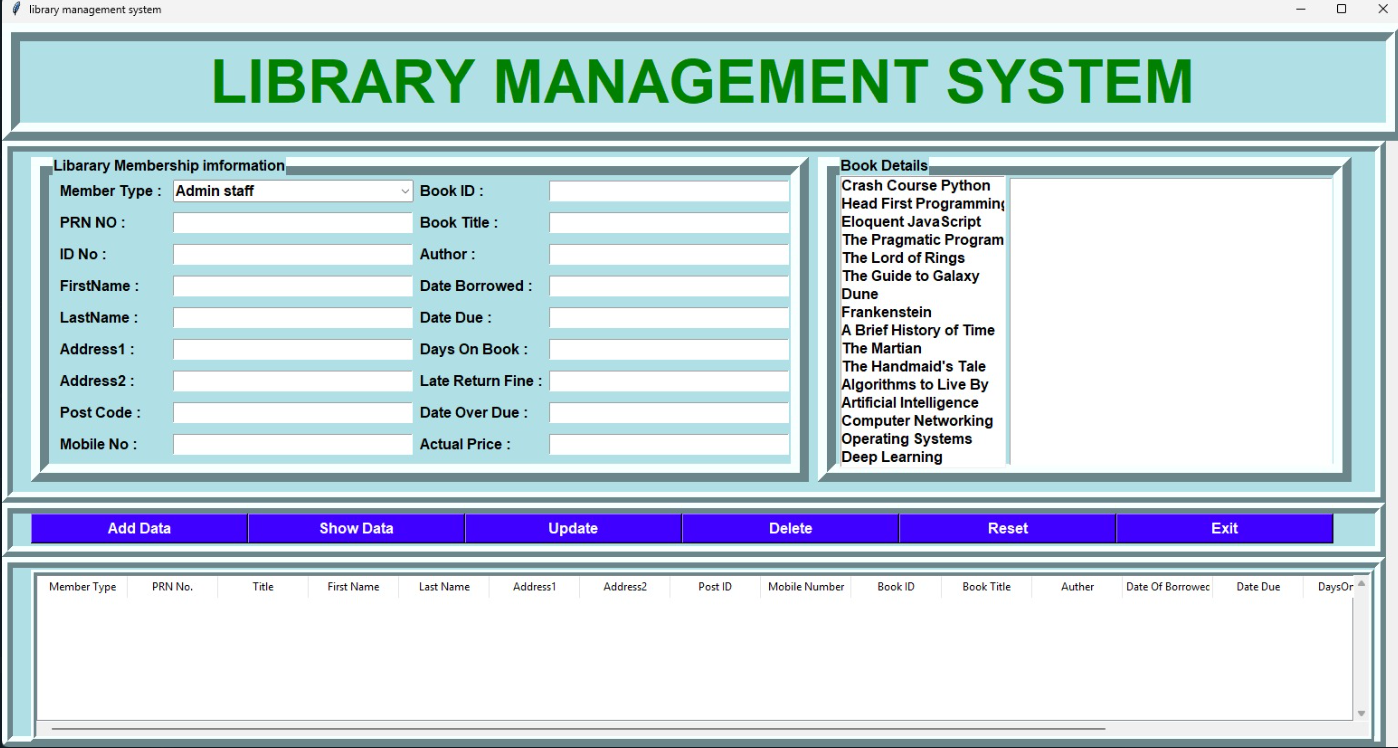 library management system
LIBRARY MANAGEMENT SYSTEM
Libarary Membership imformation
Member Type : Admin staff Book ID :
PRN NO : Book Title :
ID No : Author :
FirstName : Date Borrowed :
LastName : Date Due :
Address1 : Days On Book :
Address2 : Late Return Fine :
Post Code : Date Over Due :
Mobile No : Actual Price :
Book Details
Crash Course Python
Head First Programming
Eloquent JavaScript
The Pragmatic Program
The Lord of Rings
The Guide to Galaxy
Dune
Frankenstein
A Brief History of Time
The Martian
The Handmaid's Tale
Algorithms to Live By
Artificial Intelligence
Computer Networking
Operating Systems
Deep Learning
Add Data Show Data Update Delete Reset Exit
Member Type PRN No. Title First Name Last Name Address1 Address2 Post ID Mobile Number Book ID Book Title Auther Date Of Borrowec Date Due DaysOr